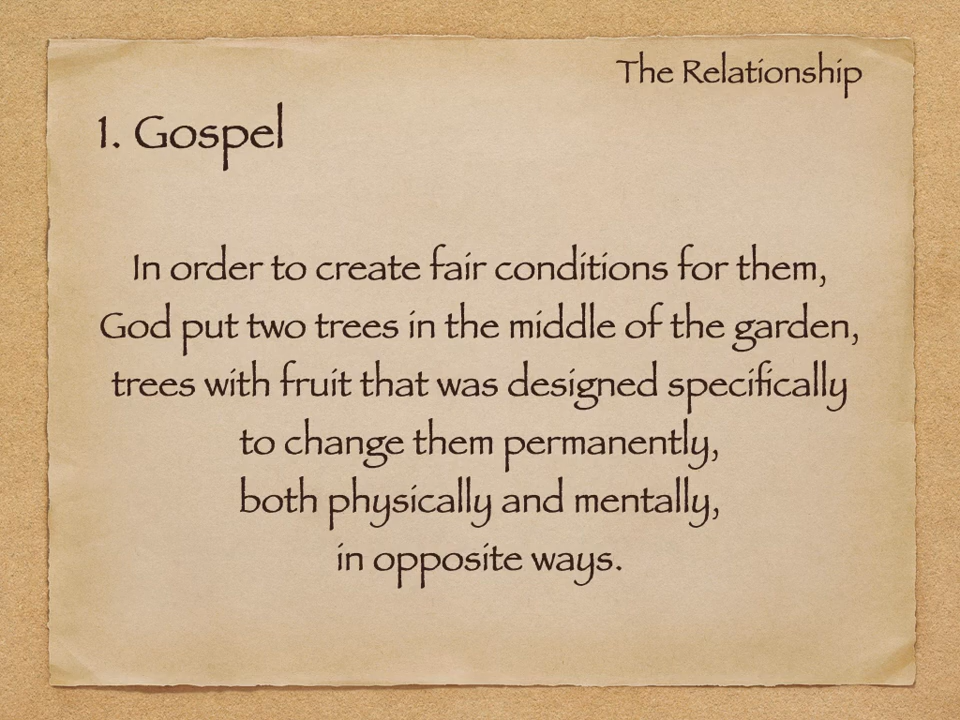 The Relationship
1. Gospel
In order to create fair conditions for them,
God put two trees in the middle of the garden,
trees with fruit that was designed specifically
to change them permanently,
both physically and mentally,
in opposite ways.